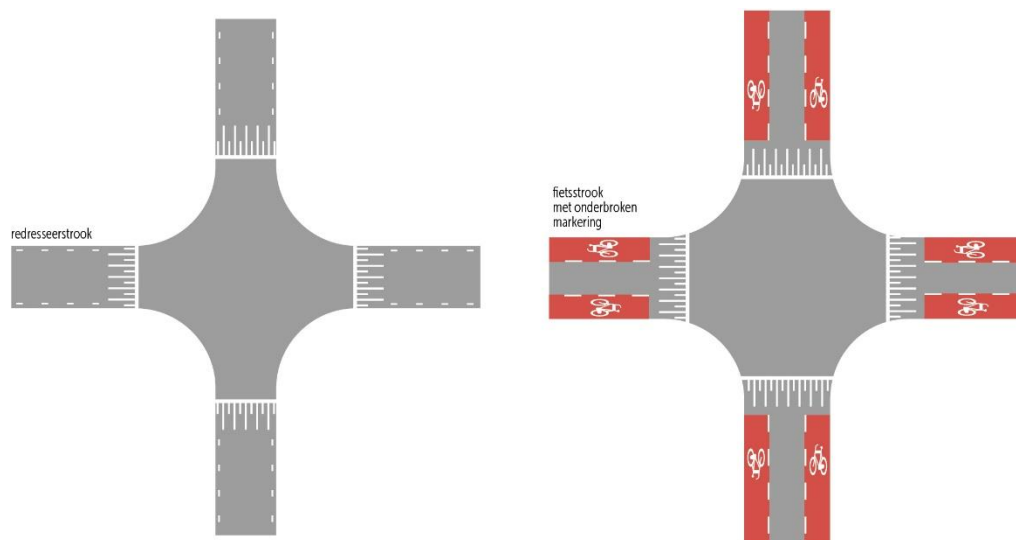 redresseerstrook
fietsstrook
met onderbroken
markering